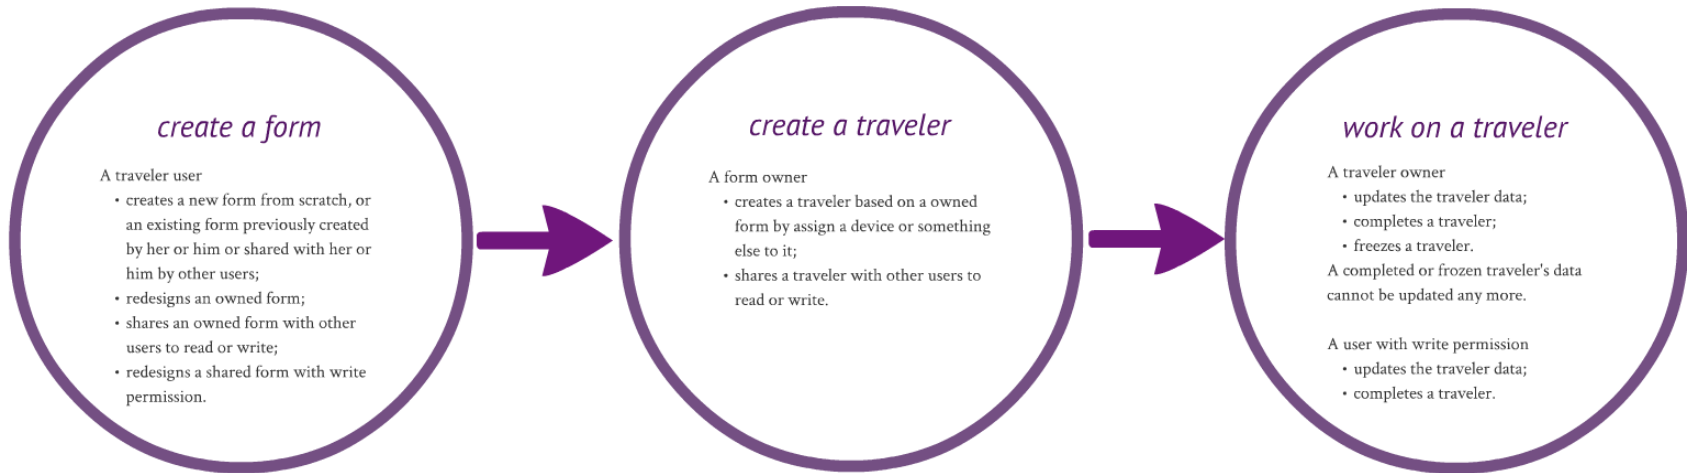 create a form
A traveler user
• creates a new form from scratch, or
an existing form previously created
by her or him or shared with her or
him by other users;
• redesigns an owned form;
• shares an owned form with other
users to read or write;
• redesigns a shared form with write
permission.
create a traveler
A form owner
• creates a traveler based on a owned
form by assign a device or something
else to it;
• shares a traveler with other users to
read or write.
work on a traveler
A traveler owner
• updates the traveler data;
• completes a traveler;
• freezes a traveler.
A completed or frozen traveler's data
cannot be updated any more.
A user with write permission
• updates the traveler data;
• completes a traveler.